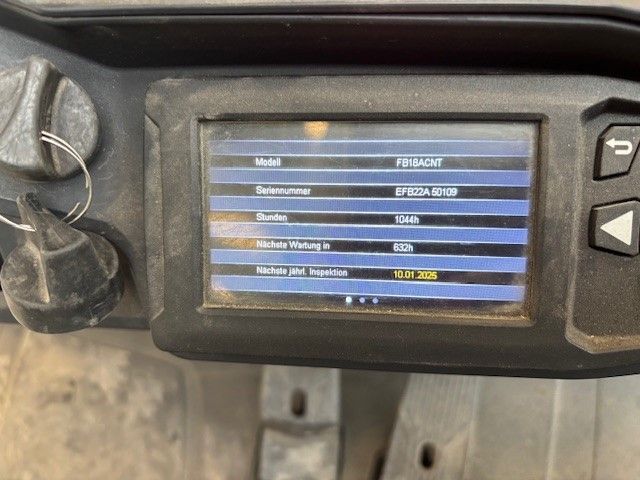 Modell FB18ACNT
Seriennummer EFB22A 50109
Stunden 1044h
Nächste Wartung in 632h
Nächste jährl. Inspektion 10.01.2025